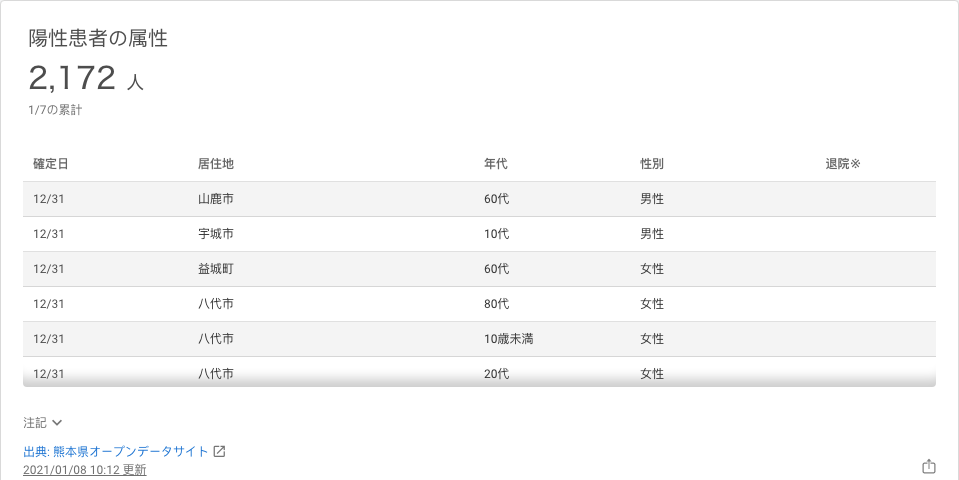 陽性患者の属性
2,172 人
1/7の累計
確定日 居住地 年代 性別 退院※
12/31 山鹿市 60代 男性
12/31 宇城市 10代 男性
12/31 益城町 60代 女性
12/31 八代市 80代 女性
12/31 八代市 10歳未満 女性
12/31 八代市 20代 女性
注記
出典: 熊本県オープンデータサイト
2021/01/08 10:12 更新